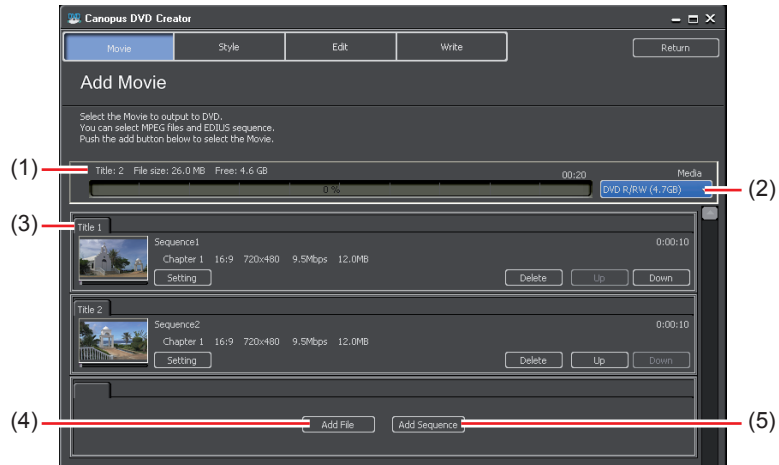 Canopus DVD Creator
Movie Style Edit Write Return
Add Movie
Select the Movie to output to DVD.
You can select MPEG files and EDIUS sequence.
Push the add button below to select the Movie.
(1) Title: 2 File size: 26.0 MB Free: 4.6 GB 00:20 Media
0 % DVD R/RW (4.7GB) (2)
(3) Title 1
Sequence1 0:00:10
Chapter 1 16:9 720x480 9.5Mbps 12.0MB
Setting Delete Up Down
Title 2
Sequence2 0:00:10
Chapter 1 16:9 720x480 9.5Mbps 12.0MB
Setting Delete Up Down
(4) Add File Add Sequence (5)